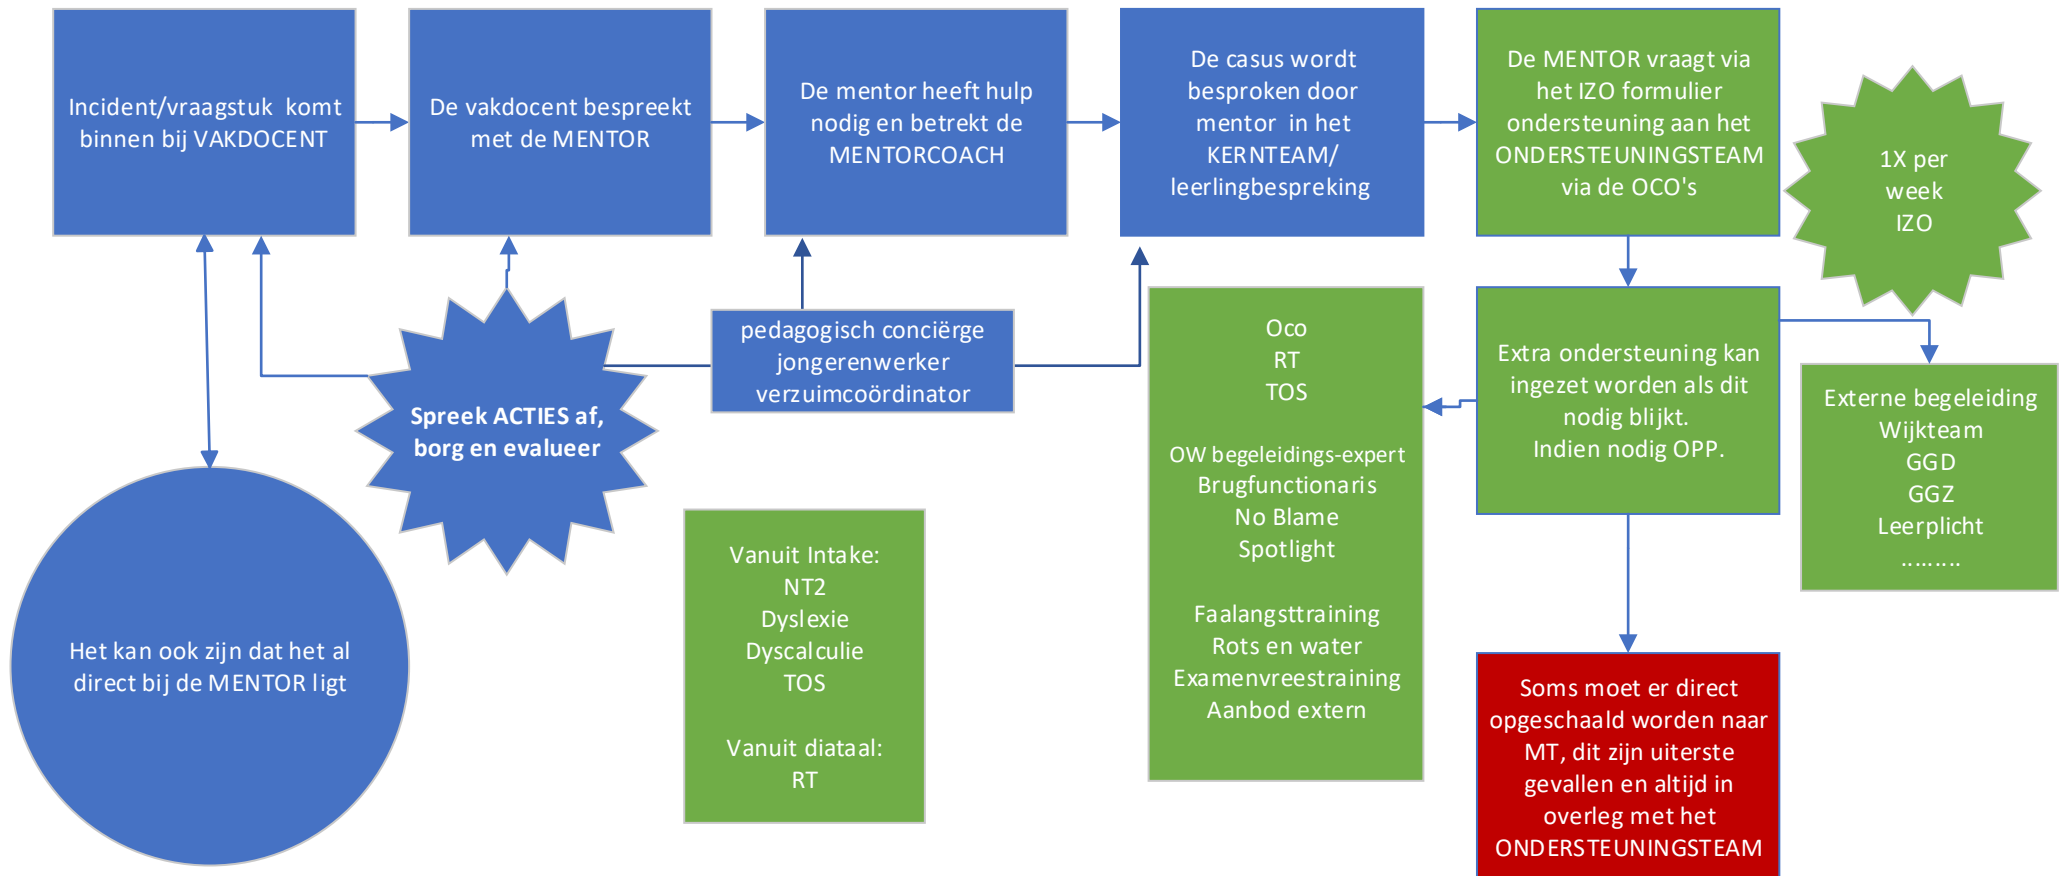 Incident/vraagstuk komt
binnen bij VAKDOCENT
De vakdocent bespreekt
met de MENTOR
De mentor heeft hulp
nodig en betrekt de
MENTORCOACH
De casus wordt
besproken door
mentor in het
KERNTEAM/
leerlingbespreking
De MENTOR vraagt via
het IZO formulier
ondersteuning aan het
ONDERSTEUNINGSTEAM
via de OCO's
1X per
week
IZO
pedagogisch conciërge
jongerenwerker
verzuimcoördinator
Spreek ACTIES af,
borg en evalueer
Oco
RT
TOS
OW begeleidings-expert
Brugfunctionaris
No Blame
Spotlight
Faalangsttraining
Rots en water
Examenvreestraining
Aanbod extern
Extra ondersteuning kan
ingezet worden als dit
nodig blijkt.
Indien nodig OPP.
Externe begeleiding
Wijkteam
GGD
GGZ
Leerplicht
.........
Het kan ook zijn dat het al
direct bij de MENTOR ligt
Vanuit Intake:
NT2
Dyslexie
Dyscalculie
TOS
Vanuit diataal:
RT
Soms moet er direct
opgeschaald worden naar
MT, dit zijn uiterste
gevallen en altijd in
overleg met het
ONDERSTEUNINGSTEAM